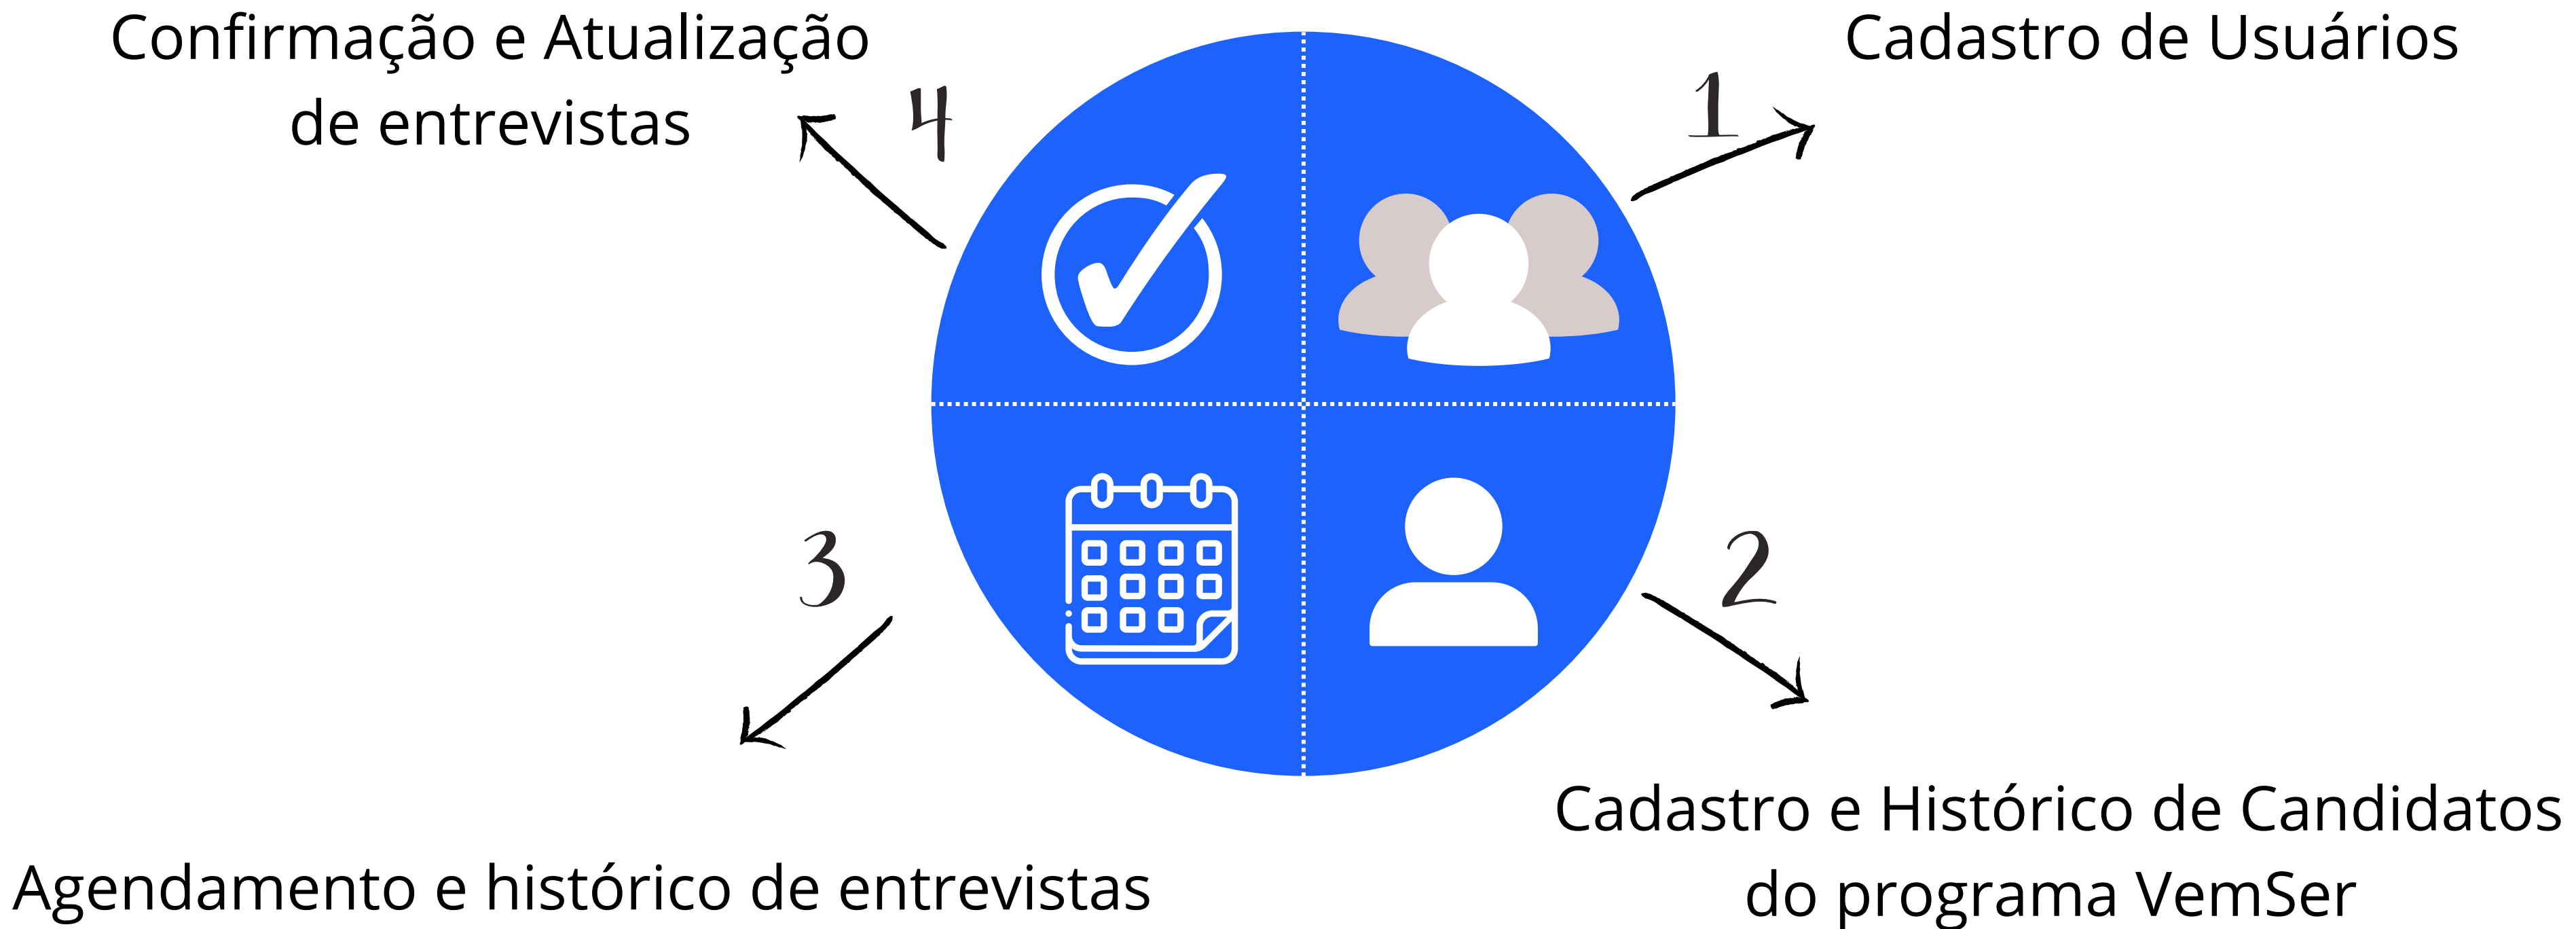 Confirmação e Atualização
de entrevistas
4
Cadastro de Usuários
1
3
Agendamento e histórico de entrevistas
2
Cadastro e Histórico de Candidatos
do programa VemSer